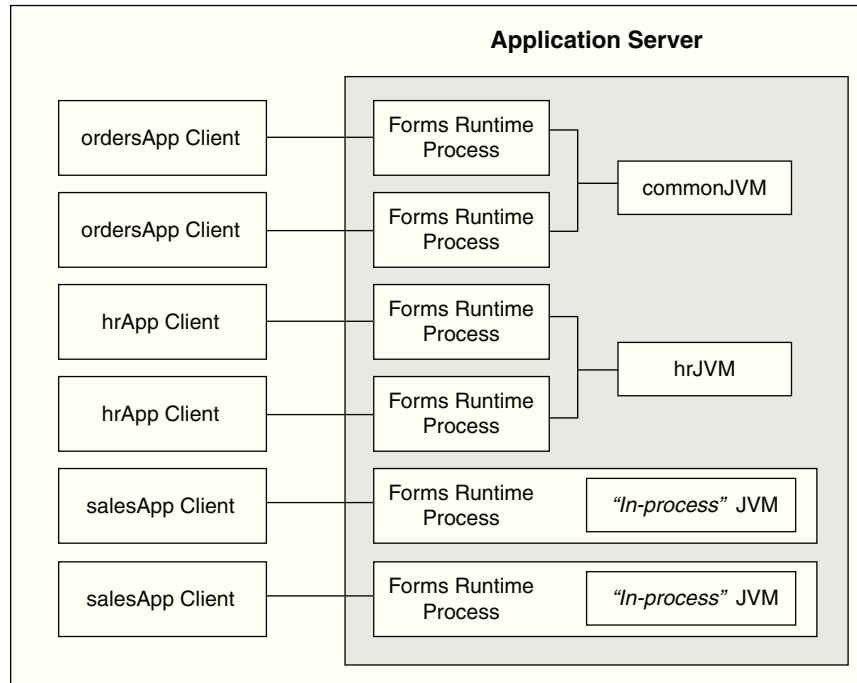 Application Server
ordersApp Client
Forms Runtime
Process
commonJVM
ordersApp Client
Forms Runtime
Process
hrApp Client
Forms Runtime
Process
hrJVM
hrApp Client
Forms Runtime
Process
salesApp Client
Forms Runtime
Process
“In-process” JVM
salesApp Client
Forms Runtime
Process
“In-process” JVM